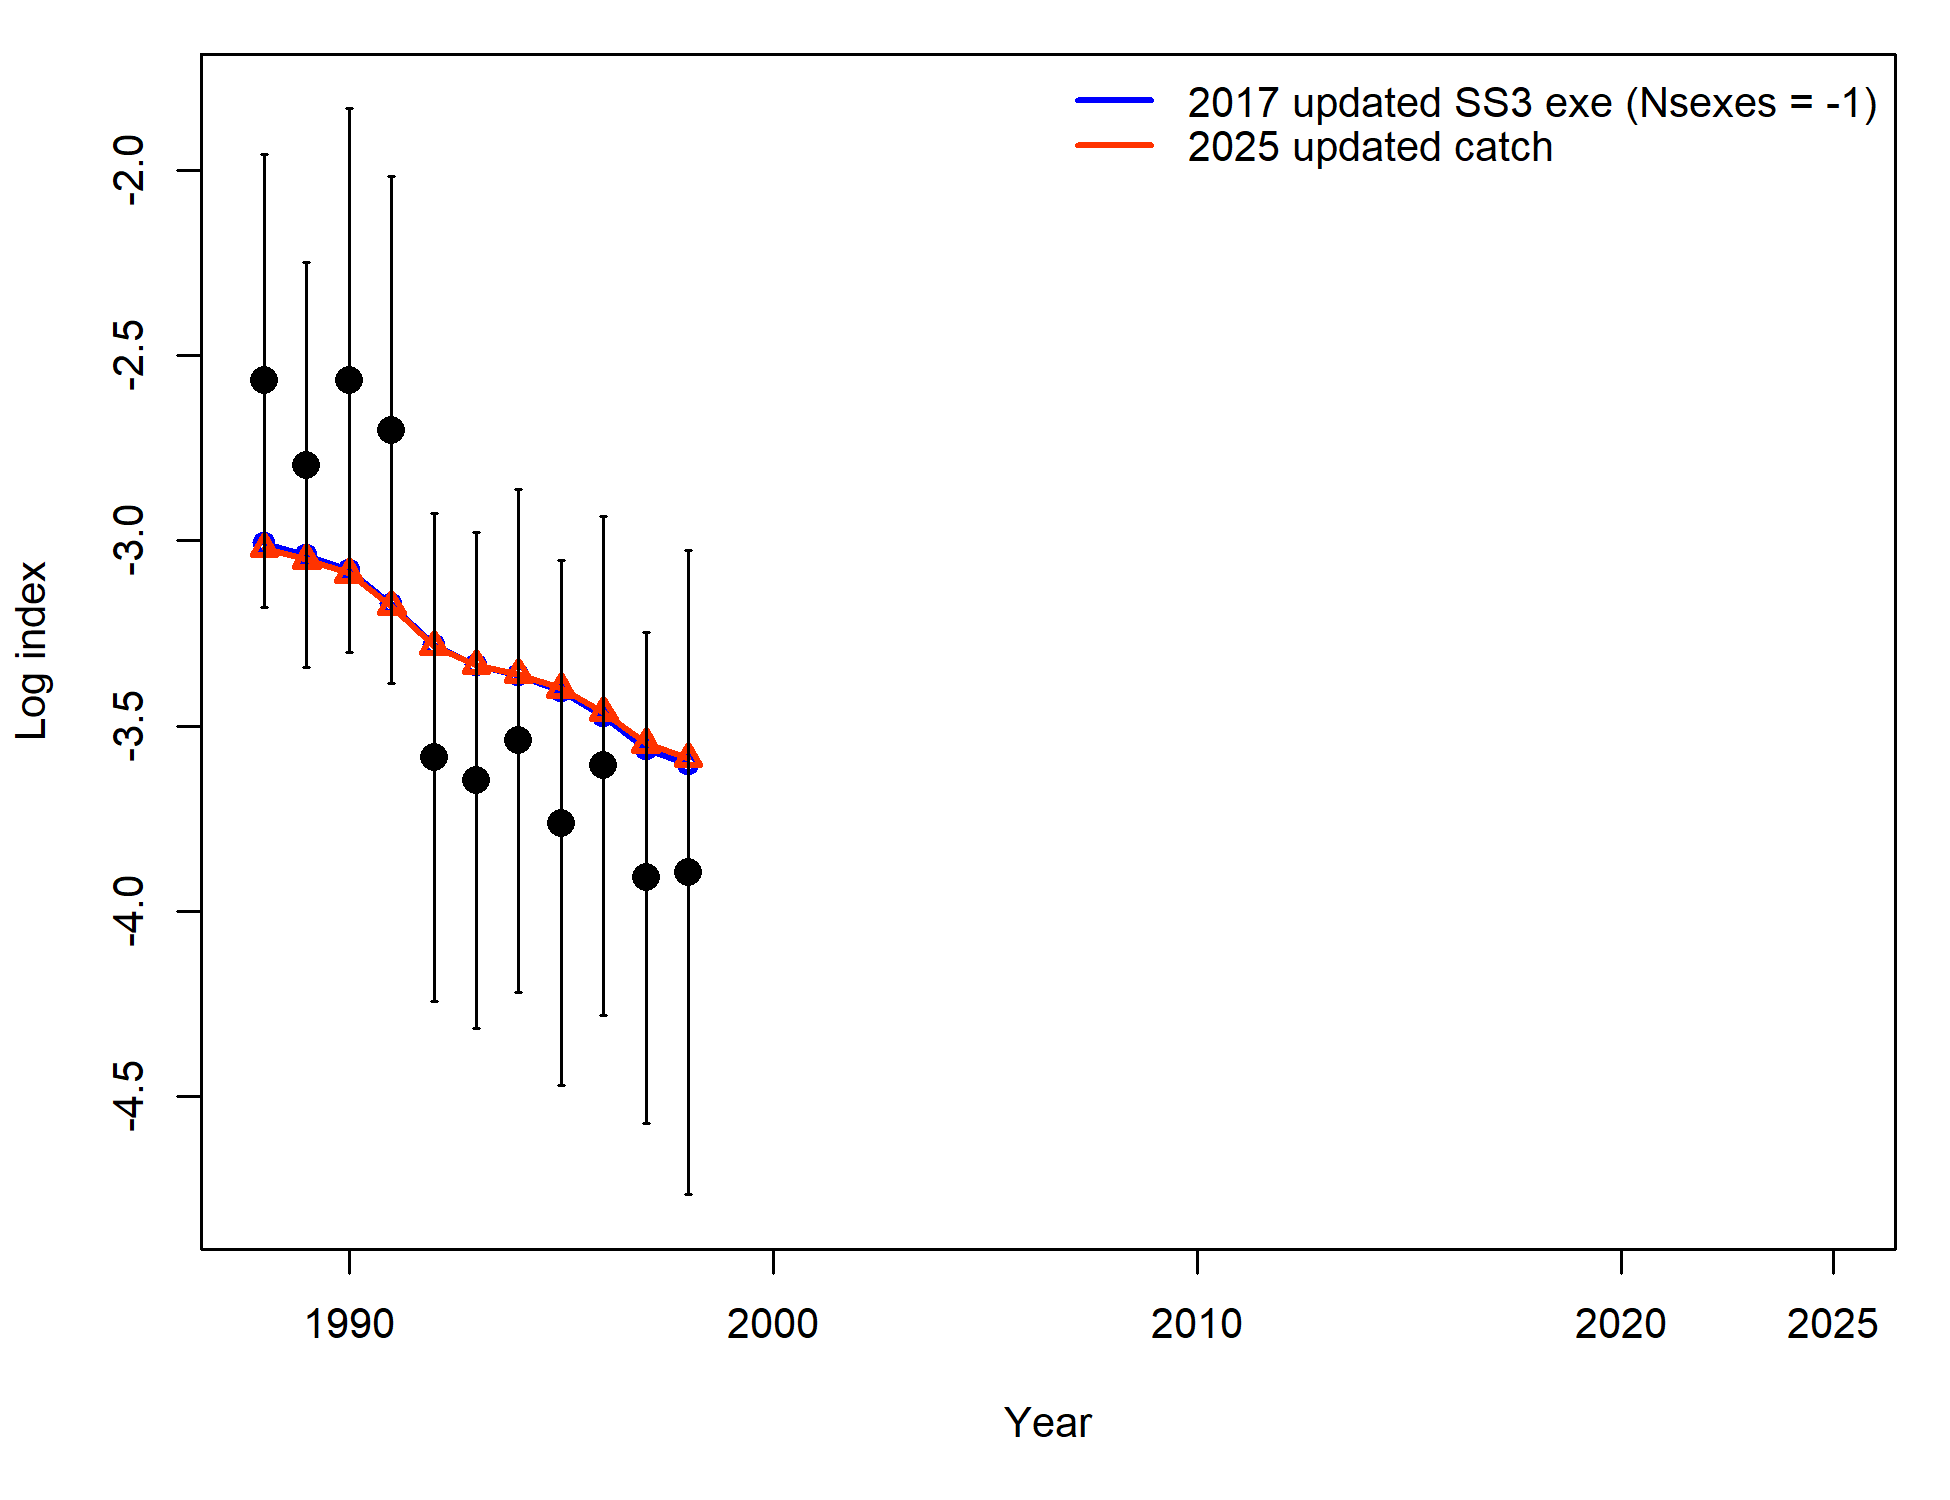 2017 updated SS3 exe (Nsexes = -1)
2025 updated catch
Log index
-2.0
-2.5
-3.0
-3.5
-4.0
-4.5
1990 2000 2010 2020 2025
Year